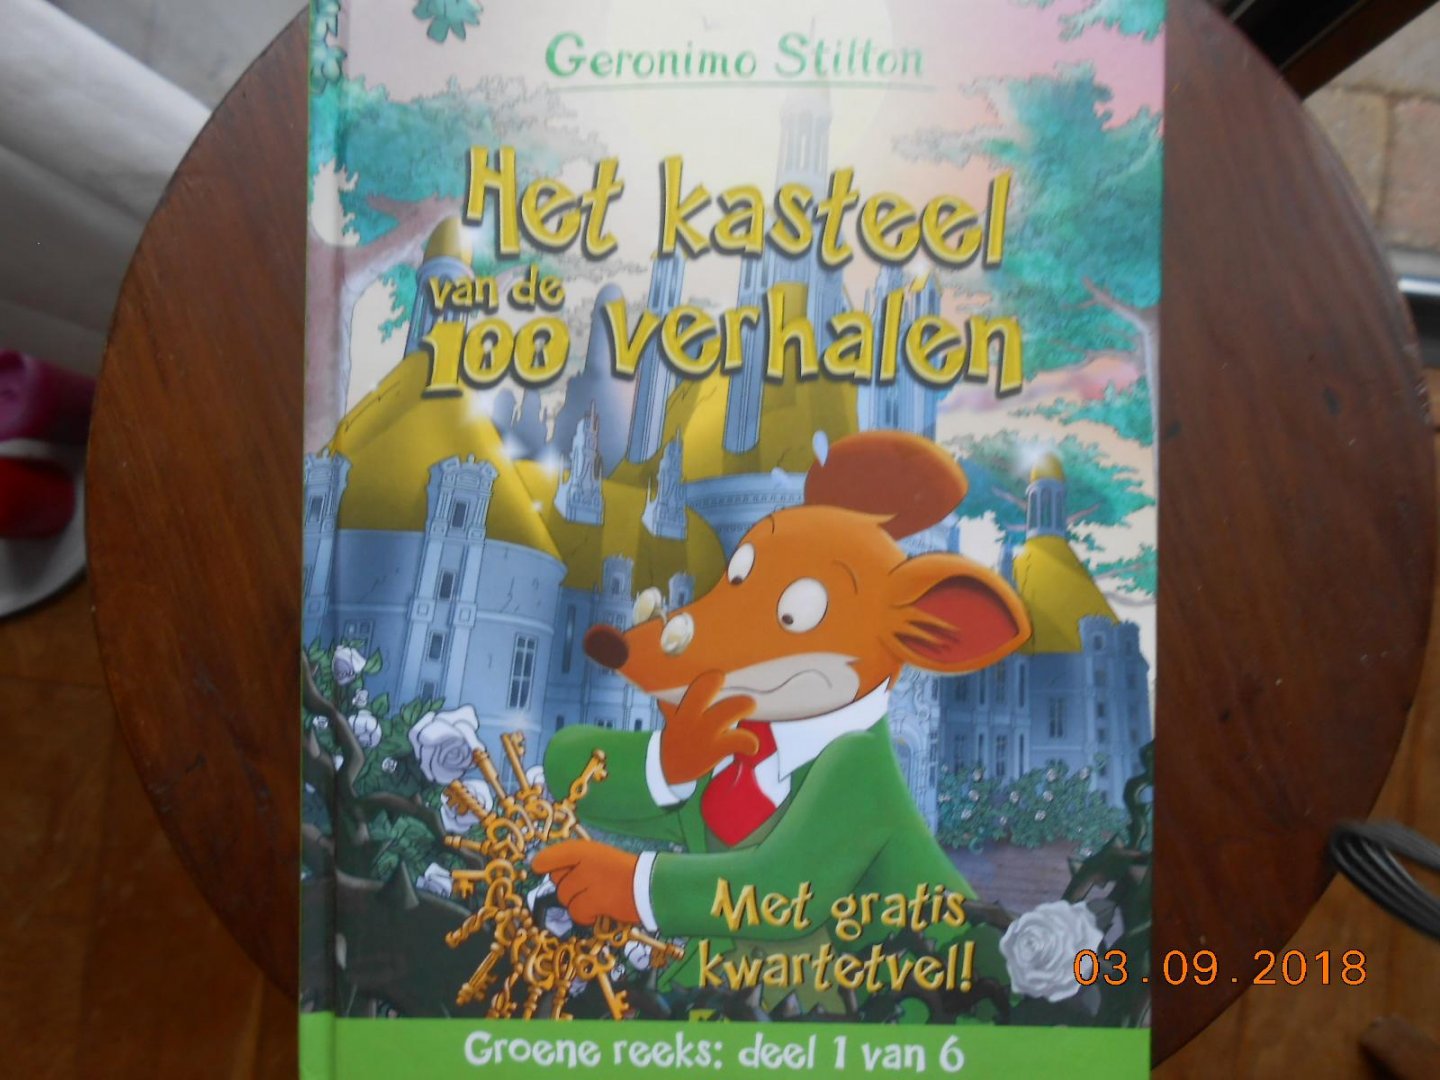 Geronimo Stilton
Het kasteel
van de
100 verhalen
Met gratis
kwartetvel!
03.09.2018
Groene reeks: deel 1 van 6